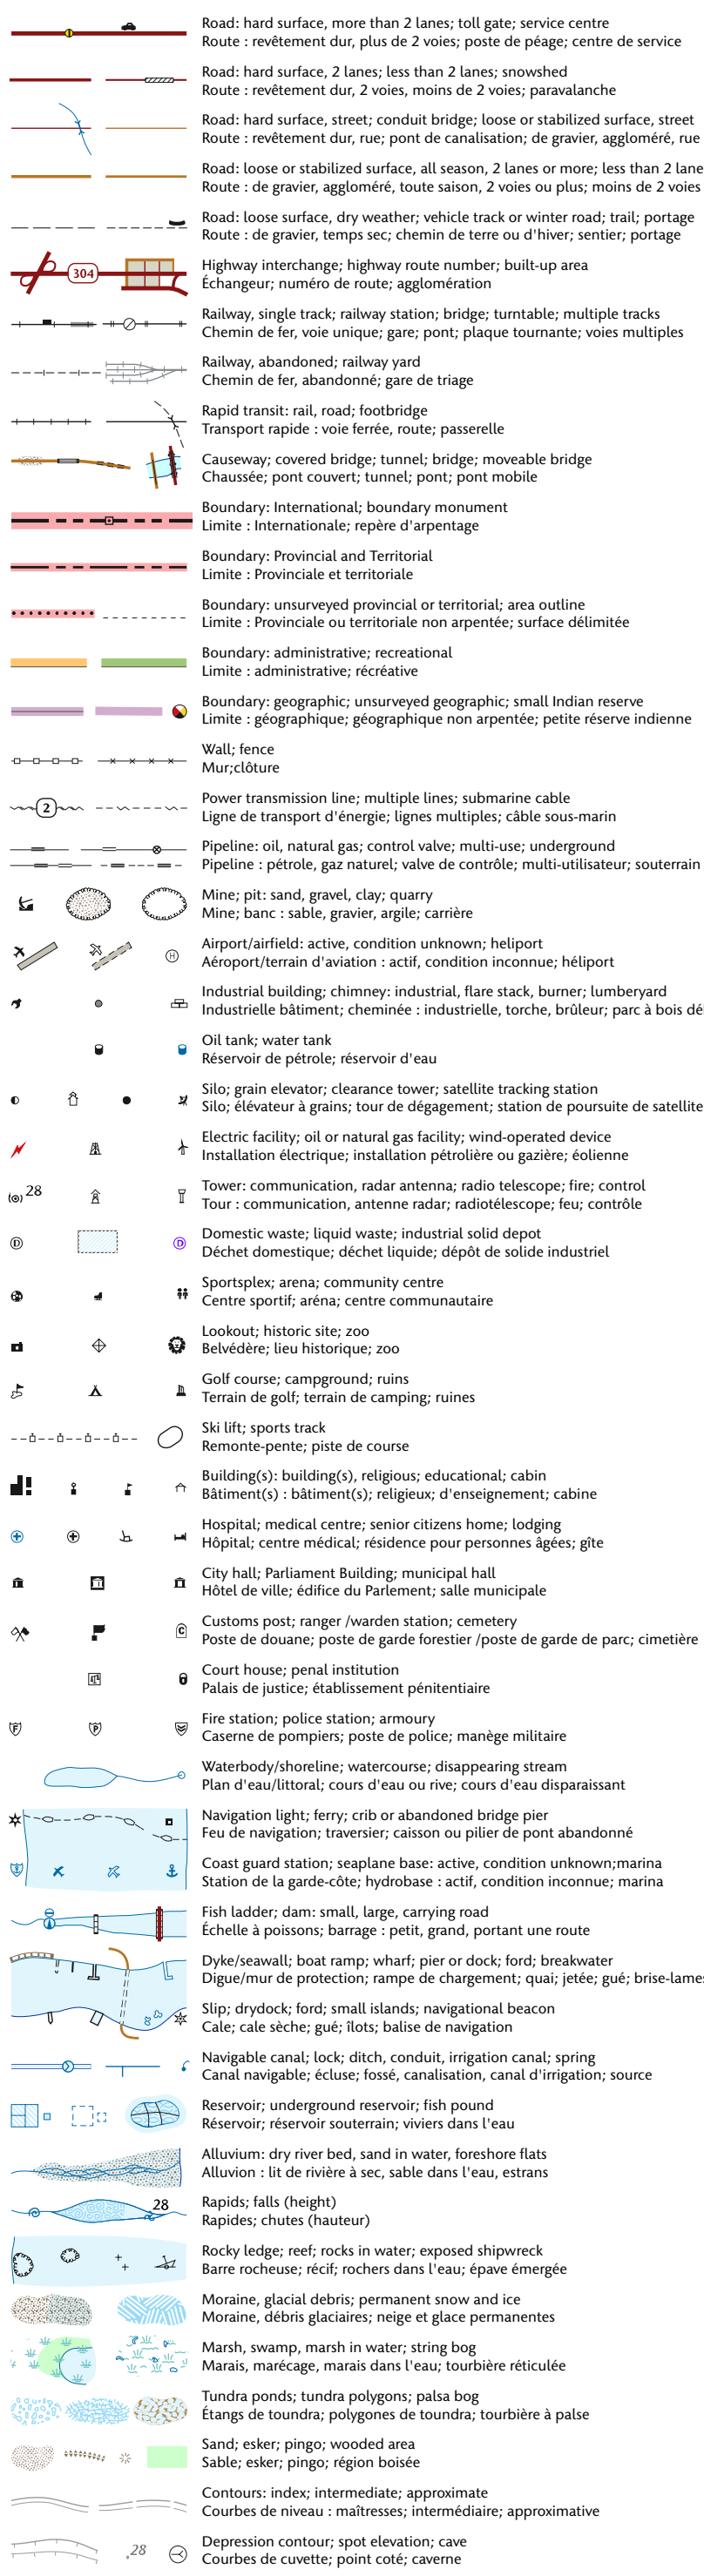 Road: hard surface, more than 2 lanes; toll gate; service centre
Route : revêtement dur, plus de 2 voies; poste de péage; centre de service
Road: hard surface, 2 lanes; less than 2 lanes; snowshed
Route : revêtement dur, 2 voies, moins de 2 voies; paravalanche
Road: hard surface, street; conduit bridge; loose or stabilized surface, street
Route : revêtement dur, rue; pont de canalisation; de gravier, aggloméré, rue
Road: loose or stabilized surface, all season, 2 lanes or more; less than 2 lane
Route : de gravier, aggloméré, toute saison, 2 voies ou plus; moins de 2 voies
Road: loose surface, dry weather; vehicle track or winter road; trail; portage
Route : de gravier, temps sec; chemin de terre ou d'hiver; sentier; portage
304
Highway interchange; highway route number; built-up area
Échangeur; numéro de route; agglomération
Railway, single track; railway station; bridge; turntable; multiple tracks
Chemin de fer, voie unique; gare; pont; plaque tournante; voies multiples
Railway, abandoned; railway yard
Chemin de fer, abandonné; gare de triage
Rapid transit: rail, road; footbridge
Transport rapide : voie ferrée, route; passerelle
Causeway; covered bridge; tunnel; bridge; moveable bridge
Chaussée; pont couvert; tunnel; pont; pont mobile
Boundary: International; boundary monument
Limite : Internationale; repère d'arpentage
Boundary: Provincial and Territorial
Limite : Provinciale et territoriale
Boundary: unsurveyed provincial or territorial; area outline
Limite : Provinciale ou territoriale non arpentée; surface délimitée
Boundary: administrative; recreational
Limite : administrative; récréative
Boundary: geographic; unsurveyed geographic; small Indian reserve
Limite : géographique; géographique non arpentée; petite réserve indienne
Wall; fence
Mur;clôture
2
Power transmission line; multiple lines; submarine cable
Ligne de transport d'énergie; lignes multiples; câble sous-marin
Pipeline: oil, natural gas; control valve; multi-use; underground
Pipeline : pétrole, gaz naturel; valve de contrôle; multi-utilisateur; souterrain
Mine; pit: sand, gravel, clay; quarry
Mine; banc : sable, gravier, argile; carrière
H
Airport/airfield: active, condition unknown; heliport
Aéroport/terrain d'aviation : actif, condition inconnue; héliport
Industrial building; chimney: industrial, flare stack, burner; lumberyard
Industrielle bâtiment; cheminée : industrielle, torche, brûleur; parc à bois dé
Oil tank; water tank
Réservoir de pétrole; réservoir d'eau
Silo; grain elevator; clearance tower; satellite tracking station
Silo; élévateur à grains; tour de dégagement; station de poursuite de satellite
Electric facility; oil or natural gas facility; wind-operated device
Installation électrique; installation pétrolière ou gazière; éolienne
28
Tower: communication, radar antenna; radio telescope; fire; control
Tour : communication, antenne radar; radiotélescope; feu; contrôle
D D
Domestic waste; liquid waste; industrial solid depot
Déchet domestique; déchet liquide; dépôt de solide industriel
Sportsplex; arena; community centre
Centre sportif; aréna; centre communautaire
Lookout; historic site; zoo
Belvédère; lieu historique; zoo
Golf course; campground; ruins
Terrain de golf; terrain de camping; ruines
Ski lift; sports track
Remonte-pente; piste de course
Building(s): building(s), religious; educational; cabin
Bâtiment(s) : bâtiment(s); religieux; d'enseignement; cabine
Hospital; medical centre; senior citizens home; lodging
Hôpital; centre médical; résidence pour personnes âgées; gîte
City hall; Parliament Building; municipal hall
Hôtel de ville; édifice du Parlement; salle municipale
C
Customs post; ranger /warden station; cemetery
Poste de douane; poste de garde forestier /poste de garde de parc; cimetière
Court house; penal institution
Palais de justice; établissement pénitentiaire
F P
Fire station; police station; armoury
Caserne de pompiers; poste de police; manège militaire
Waterbody/shoreline; watercourse; disappearing stream
Plan d'eau/littoral; cours d'eau ou rive; cours d'eau disparaissant
Navigation light; ferry; crib or abandoned bridge pier
Feu de navigation; traversier; caisson ou pilier de pont abandonné
Coast guard station; seaplane base: active, condition unknown;marina
Station de la garde-côte; hydrobase : actif, condition inconnue; marina
Fish ladder; dam: small, large, carrying road
Échelle à poissons; barrage : petit, grand, portant une route
Dyke/seawall; boat ramp; wharf; pier or dock; ford; breakwater
Digue/mur de protection; rampe de chargement; quai; jetée; gué; brise-lames
Slip; drydock; ford; small islands; navigational beacon
Cale; cale sèche; gué; îlots; balise de navigation
Navigable canal; lock; ditch, conduit, irrigation canal; spring
Canal navigable; écluse; fossé, canalisation, canal d'irrigation; source
Reservoir; underground reservoir; fish pound
Réservoir; réservoir souterrain; viviers dans l'eau
Alluvium: dry river bed, sand in water, foreshore flats
Alluvion : lit de rivière à sec, sable dans l'eau, estrans
28
Rapids; falls (height)
Rapides; chutes (hauteur)
Rocky ledge; reef; rocks in water; exposed shipwreck
Barre rocheuse; récif; rochers dans l'eau; épave émergée
Moraine, glacial debris; permanent snow and ice
Moraine, débris glaciaires; neige et glace permanentes
Marsh, swamp, marsh in water; string bog
Marais, marécage, marais dans l'eau; tourbière réticulée
Tundra ponds; tundra polygons; palsa bog
Étangs de toundra; polygones de toundra; tourbière à palse
Sand; esker; pingo; wooded area
Sable; esker; pingo; région boisée
Contours: index; intermediate; approximate
Courbes de niveau : maîtresses; intermédiaire; approximative
.28
Depression contour; spot elevation; cave
Courbes de cuvette; point coté; caverne